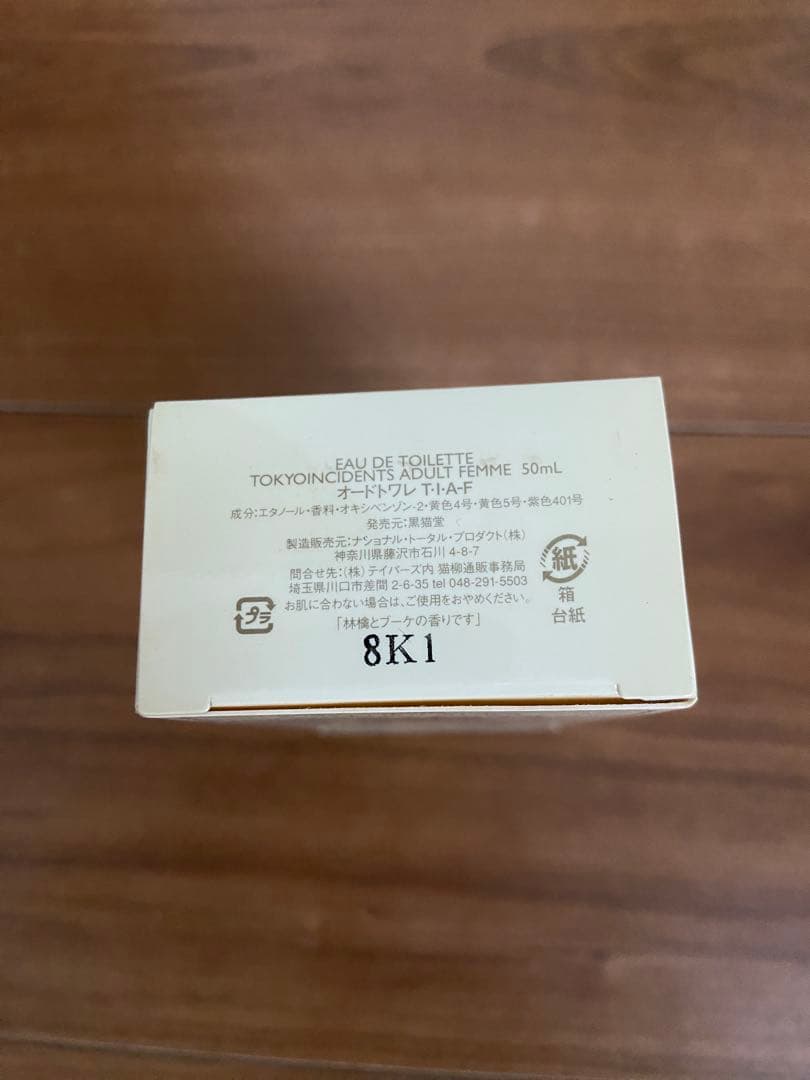 EAU DE TOILETTE
TOKYOINCIDENTS ADULT FEMME 50mL
オードトワレ T・I・A-F
成分:エタノール・香料・オキシベンゾン-2・黄色4号・黄色5号・紫色401号
発売元:黒猫堂
製造販売元:ナショナル・トータル・プロダクト(株)
神奈川県藤沢市石川 4-8-7
問合せ先:(株)テイパーズ内 猫柳通販事務局
埼玉県川口市差間 2-6-35 tel 048-291-5503
お肌に合わない場合は、ご使用をおやめください。
「林檎とブーケの香りです」
プラ
紙
箱
台紙
8K1